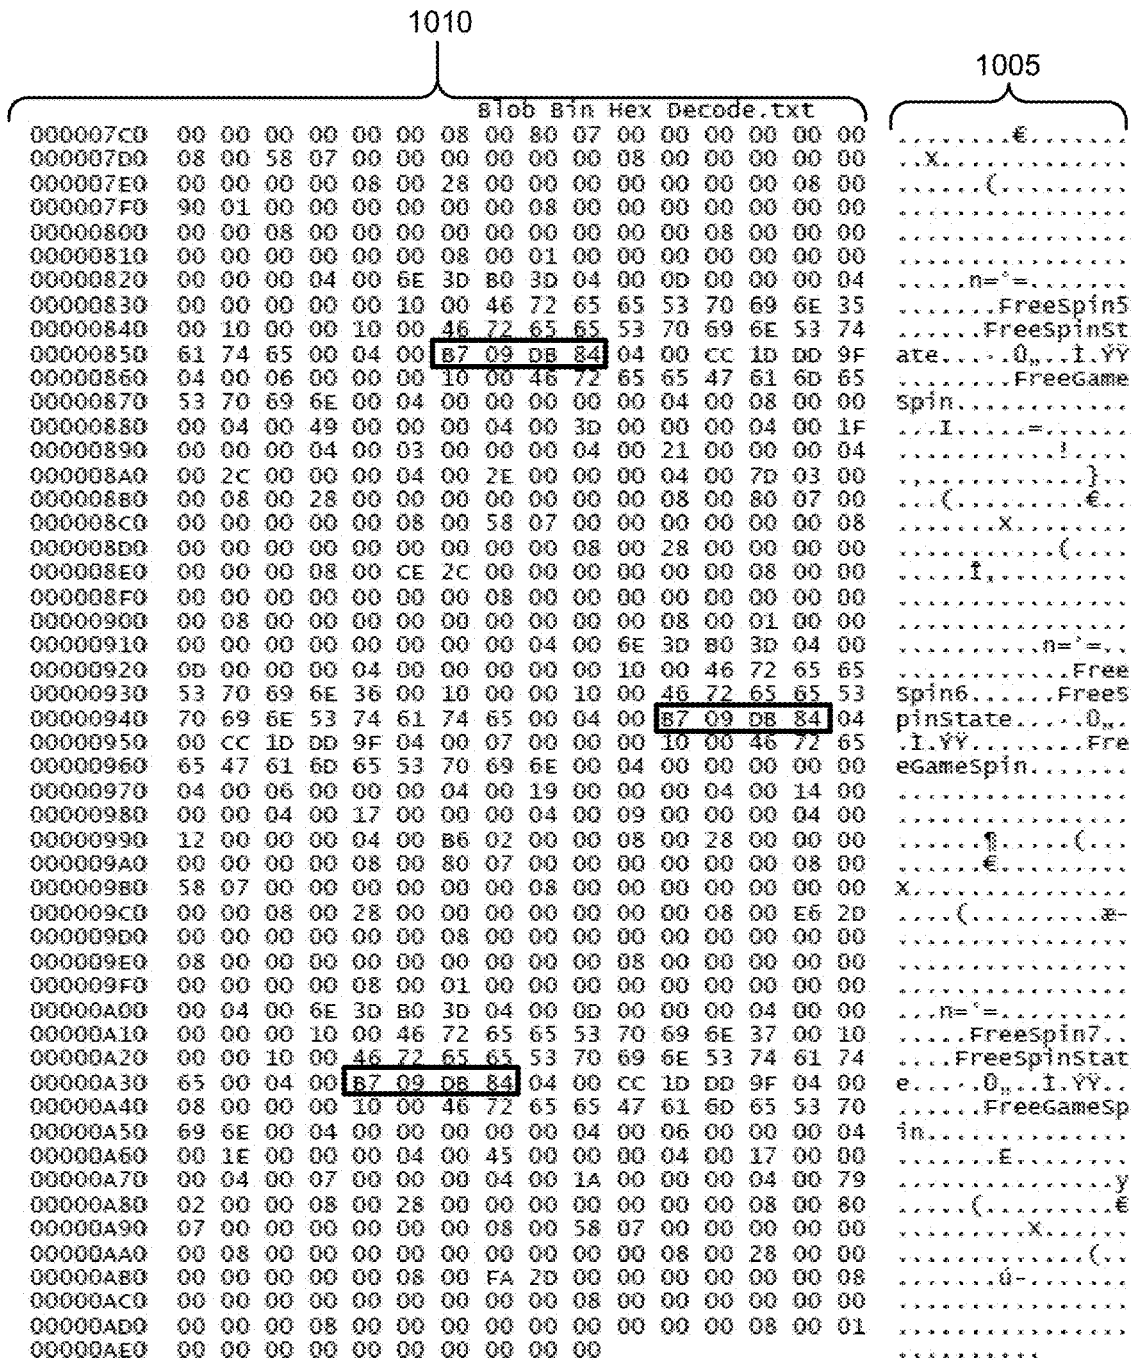 1010
1005
Blob Bin Hex Decode.txt
000007C0 00 00 00 00 00 00 08 00 80 07 00 00 00 00 00 00 ........€.......
000007D0 08 00 58 07 00 00 00 00 00 00 08 00 00 00 00 00 ..X.............
000007E0 00 00 00 00 08 00 28 00 00 00 00 00 00 00 08 00 ......(.........
000007F0 90 01 00 00 00 00 00 00 08 00 00 00 00 00 00 00 ................
00000800 00 00 08 00 00 00 00 00 00 00 00 00 08 00 00 00 ................
00000810 00 00 00 00 00 00 08 00 01 00 00 00 00 00 00 00 ................
00000820 00 00 00 04 00 6E 3D B0 3D 04 00 0D 00 00 00 04 .....n=°=.......
00000830 00 00 00 00 00 10 00 46 72 65 65 53 70 69 6E 35 .......FreeSpin5
00000840 00 10 00 00 10 00 46 72 65 65 53 70 69 6E 53 74 ......FreeSpinSt
00000850 61 74 65 00 04 00 B7 09 DB 84 04 00 CC 1D DD 9F ate...·.Û„..Ì.ÝŸ
00000860 04 00 06 00 00 00 10 00 46 72 65 65 47 61 6D 65 ........FreeGame
00000870 53 70 69 6E 00 04 00 00 00 00 00 04 00 08 00 00 Spin............
00000880 00 04 00 49 00 00 00 04 00 3D 00 00 00 04 00 1F ...I.....=......
00000890 00 00 00 04 00 03 00 00 00 04 00 21 00 00 00 04 ...........!....
000008A0 00 2C 00 00 00 04 00 2E 00 00 00 04 00 7D 03 00 .,...........}..
000008B0 00 08 00 28 00 00 00 00 00 00 00 08 00 80 07 00 ...(.........€..
000008C0 00 00 00 00 00 08 00 58 07 00 00 00 00 00 00 08 .......X........
000008D0 00 00 00 00 00 00 00 00 00 08 00 28 00 00 00 00 ...........(....
000008E0 00 00 00 08 00 CE 2C 00 00 00 00 00 00 08 00 00 .....Î,.........
000008F0 00 00 00 00 00 00 00 08 00 00 00 00 00 00 00 00 ................
00000900 00 08 00 00 00 00 00 00 00 00 00 08 00 01 00 00 ................
00000910 00 00 00 00 00 00 00 00 04 00 6E 3D B0 3D 04 00 ..........n=°=..
00000920 0D 00 00 00 04 00 00 00 00 00 10 00 46 72 65 65 ............Free
00000930 53 70 69 6E 36 00 10 00 00 10 00 46 72 65 65 53 Spin6......FreeS
00000940 70 69 6E 53 74 61 74 65 00 04 00 B7 09 DB 84 04 pinState...·.Û„.
00000950 00 CC 1D DD 9F 04 00 07 00 00 00 10 00 46 72 65 .Ì.ÝŸ........Fre
00000960 65 47 61 6D 65 53 70 69 6E 00 04 00 00 00 00 00 eGameSpin.......
00000970 04 00 06 00 00 00 04 00 19 00 00 00 04 00 14 00 ................
00000980 00 00 04 00 17 00 00 00 04 00 09 00 00 00 04 00 ................
00000990 12 00 00 00 04 00 B6 02 00 00 08 00 28 00 00 00 ......¶.....(...
000009A0 00 00 00 00 08 00 80 07 00 00 00 00 00 00 08 00 ......€.........
000009B0 58 07 00 00 00 00 00 00 08 00 00 00 00 00 00 00 X...............
000009C0 00 00 08 00 28 00 00 00 00 00 00 00 08 00 E6 2D ....(.........æ-
000009D0 00 00 00 00 00 00 08 00 00 00 00 00 00 00 00 00 ................
000009E0 08 00 00 00 00 00 00 00 00 00 08 00 00 00 00 00 ................
000009F0 00 00 00 00 08 00 01 00 00 00 00 00 00 00 00 00 ................
00000A00 00 04 00 6E 3D B0 3D 04 00 0D 00 00 00 04 00 00 ...n=°=.........
00000A10 00 00 00 10 00 46 72 65 65 53 70 69 6E 37 00 10 .....FreeSpin7..
00000A20 00 00 10 00 46 72 65 65 53 70 69 6E 53 74 61 74 ....FreeSpinStat
00000A30 65 00 04 00 B7 09 DB 84 04 00 CC 1D DD 9F 04 00 e...·.Û„..Ì.ÝŸ..
00000A40 08 00 00 00 10 00 46 72 65 65 47 61 6D 65 53 70 ......FreeGameSp
00000A50 69 6E 00 04 00 00 00 00 00 04 00 06 00 00 00 04 in..............
00000A60 00 1E 00 00 00 04 00 45 00 00 00 04 00 17 00 00 .......E........
00000A70 00 04 00 07 00 00 00 04 00 1A 00 00 00 04 00 79 ...............y
00000A80 02 00 00 08 00 28 00 00 00 00 00 00 00 08 00 80 .....(.........€
00000A90 07 00 00 00 00 00 00 08 00 58 07 00 00 00 00 00 .........X......
00000AA0 00 08 00 00 00 00 00 00 00 00 00 08 00 28 00 00 .............(..
00000AB0 00 00 00 00 00 08 00 FA 2D 00 00 00 00 00 00 08 .......ú-.......
00000AC0 00 00 00 00 00 00 00 00 00 08 00 00 00 00 00 00 ................
00000AD0 00 00 00 08 00 00 00 00 00 00 00 00 00 08 00 01 ................
00000AE0 00 00 00 00 00 00 00 00 00 00 ..........